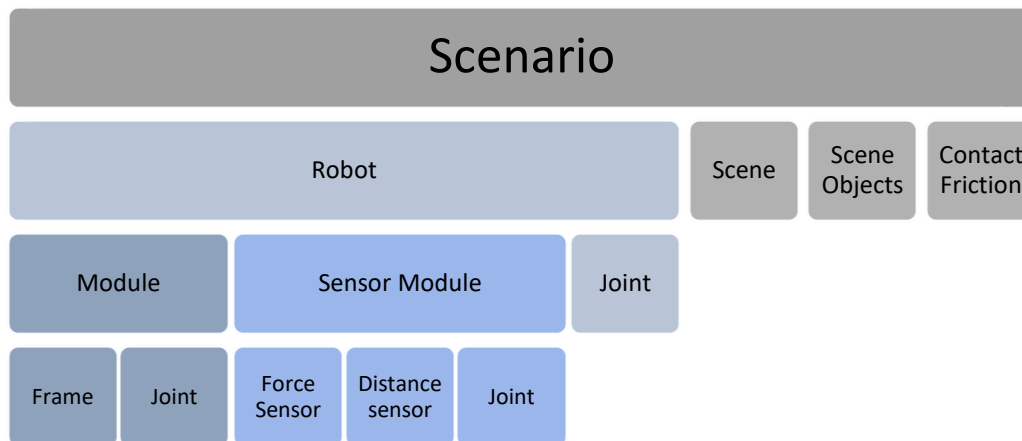 Scenario
Robot
Scene
Scene
Objects
Contact
Friction
Module
Sensor Module
Joint
Frame
Joint
Force
Sensor
Distance
sensor
Joint